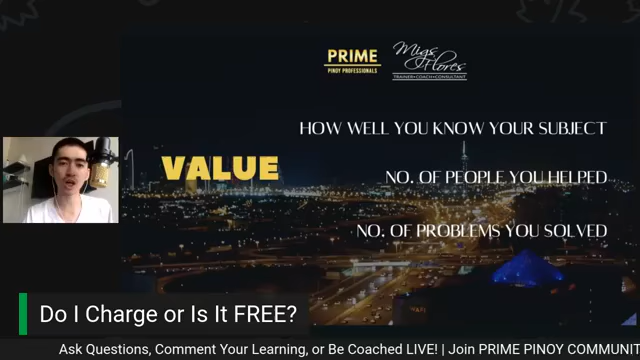 PRIME
PINOY PROFESSIONALS
Migs Flores
TRAINER•COACH•CONSULTANT
HOW WELL YOU KNOW YOUR SUBJECT
VALUE
NO. OF PEOPLE YOU HELPED
NO. OF PROBLEMS YOU SOLVED
Do I Charge or Is It FREE?
Ask Questions, Comment Your Learning, or Be Coached LIVE! | Join PRIME PINOY COMMUNIT